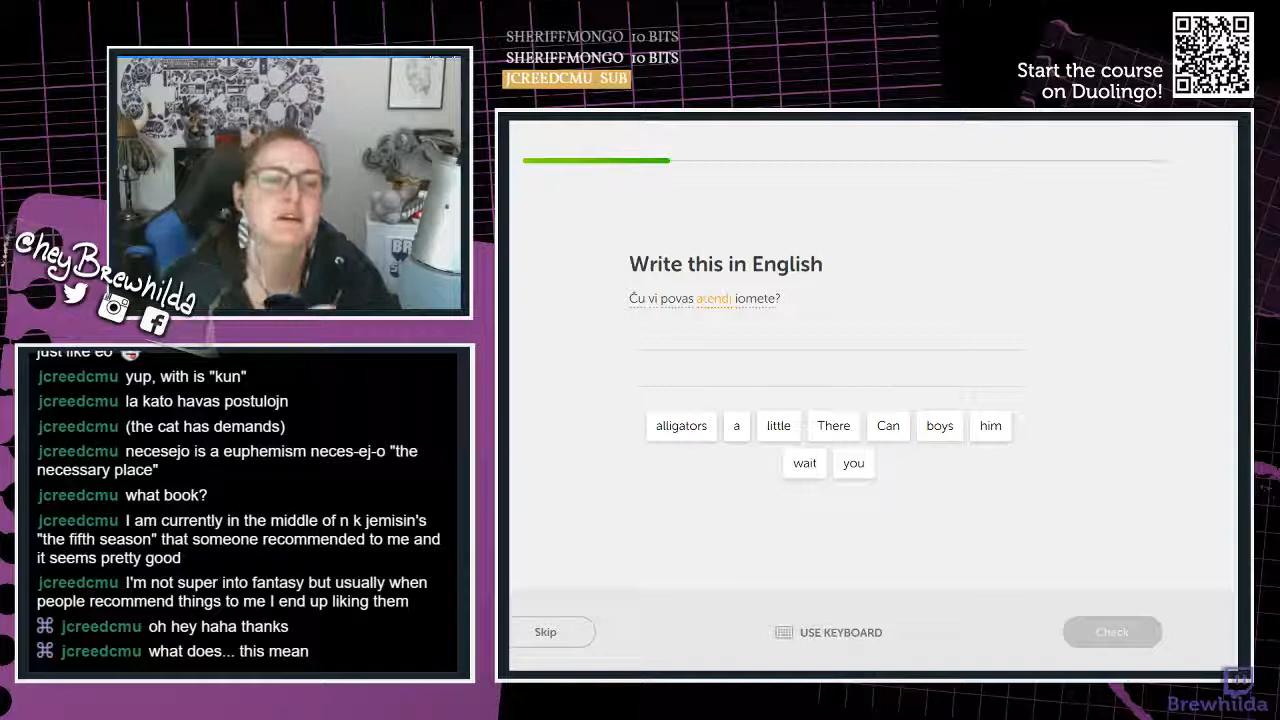 SHERIFFMONGO 10 BITS
SHERIFFMONGO 10 BITS
JCREEDCMU SUB
Start the course
on Duolingo!
@heyBrewhilda
Write this in English
Ĉu vi povas atendi iomete?
alligators a little There Can boys him
wait you
Skip
USE KEYBOARD
Check
just like eo
jcreedcmu yup, with is "kun"
jcreedcmu la kato havas postulojn
jcreedcmu (the cat has demands)
jcreedcmu necesejo is a euphemism neces-ej-o "the
necessary place"
jcreedcmu what book?
jcreedcmu I am currently in the middle of n k jemisin's
"the fifth season" that someone recommended to me and
it seems pretty good
jcreedcmu I'm not super into fantasy but usually when
people recommend things to me I end up liking them
jcreedcmu oh hey haha thanks
jcreedcmu what does... this mean
Brewhilda